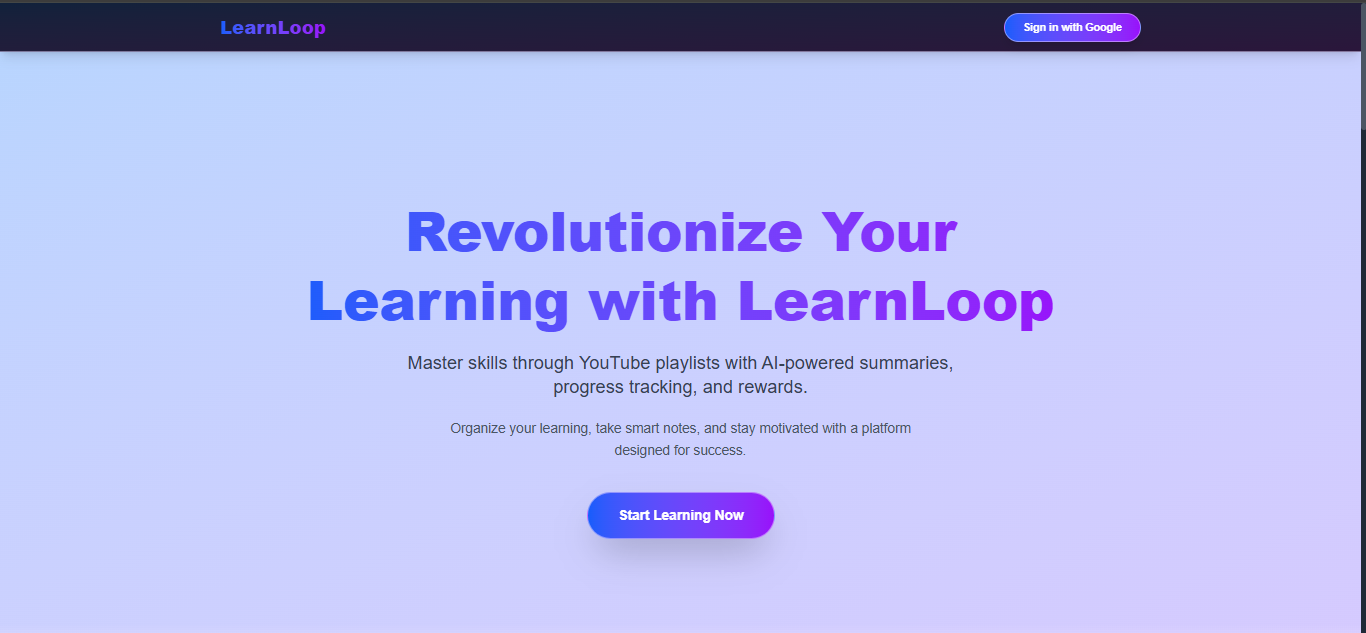 LearnLoop
Sign in with Google
Revolutionize Your
Learning with LearnLoop
Master skills through YouTube playlists with AI-powered summaries,
progress tracking, and rewards.
Organize your learning, take smart notes, and stay motivated with a platform
designed for success.
Start Learning Now